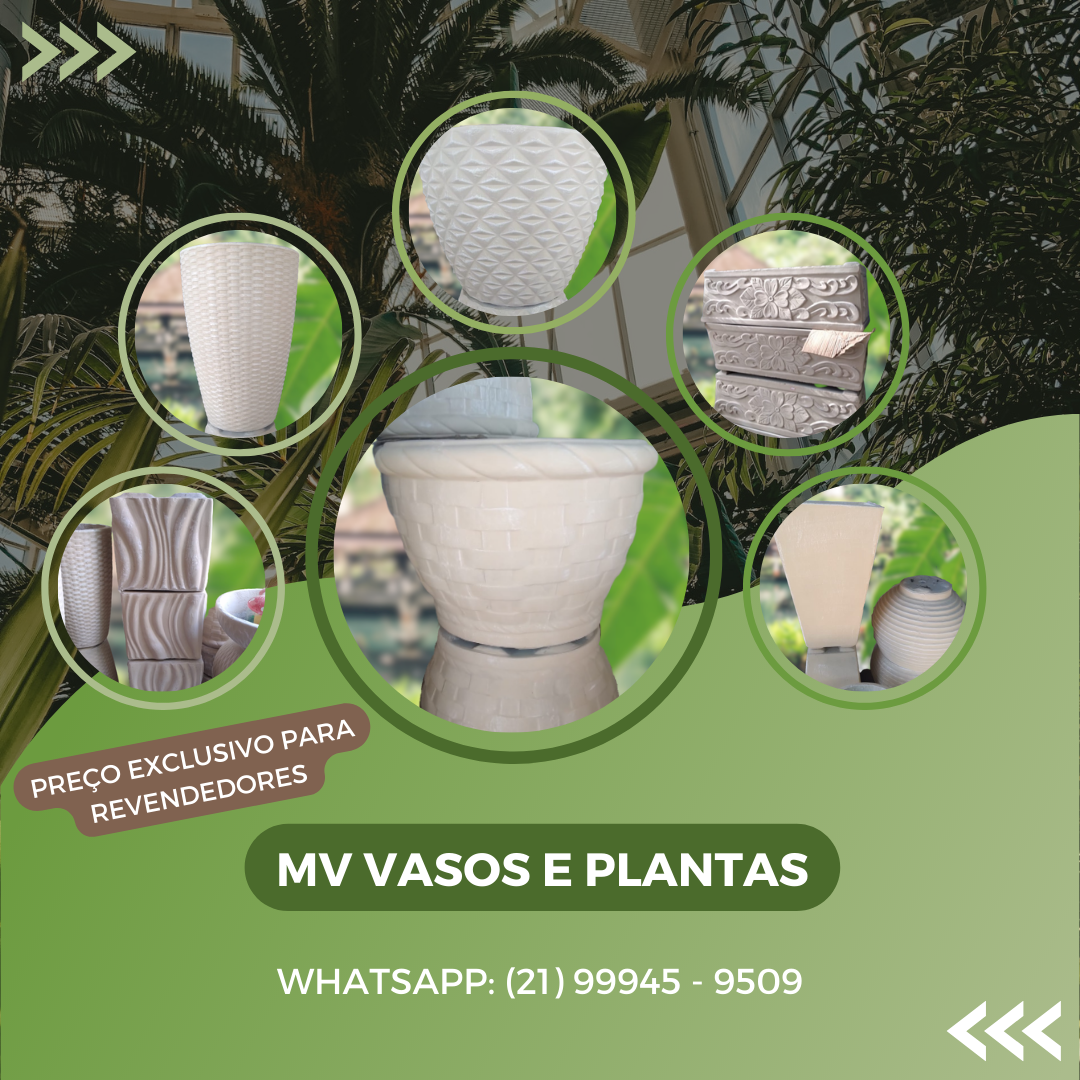 PREÇO EXCLUSIVO PARA
REVENDEDORES
MV VASOS E PLANTAS
WHATSAPP: (21) 99945 - 9509